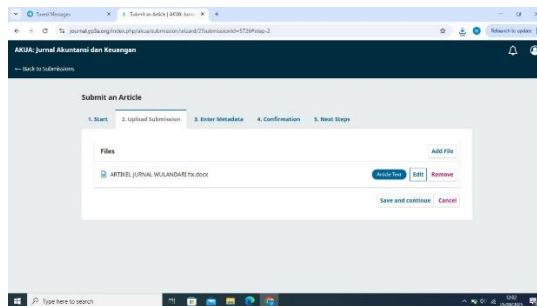 Submit an Article | AKUA: Jurnal
journal.yp3a.org/index.php/akua/submission/wizard/2?submissionId=5726#step-2
Relaunch to update
AKUA: Jurnal Akuntansi dan Keuangan
← Back to Submissions
Submit an Article
1. Start
2. Upload Submission
3. Enter Metadata
4. Confirmation
5. Next Steps
Files
Add File
ARTIKEL JURNAL WULANDARI fix.docx
Article Text
Edit
Remove
Save and continue
Cancel
Type here to search